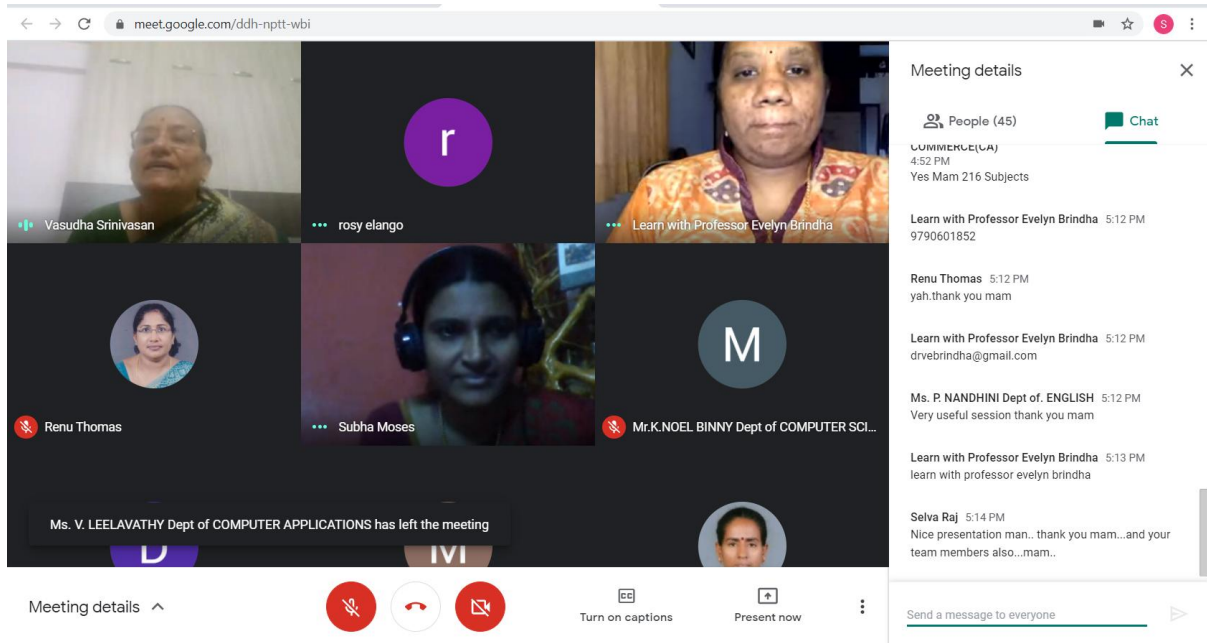 meet.google.com/ddh-nptt-wbi
S
Vasudha Srinivasan
r
rosy elango
Learn with Professor Evelyn Brindha
Renu Thomas
Subha Moses
M
Mr.K.NOEL BINNY Dept of COMPUTER SCI...
Ms. V. LEELAVATHY Dept of COMPUTER APPLICATIONS has left the meeting
D
M
Meeting details
People (45)
Chat
COMMERCE(CA)
4:52 PM
Yes Mam 216 Subjects
Learn with Professor Evelyn Brindha 5:12 PM
9790601852
Renu Thomas 5:12 PM
yah.thank you mam
Learn with Professor Evelyn Brindha 5:12 PM
drvebrindha@gmail.com
Ms. P. NANDHINI Dept of. ENGLISH 5:12 PM
Very useful session thank you mam
Learn with Professor Evelyn Brindha 5:13 PM
learn with professor evelyn brindha
Selva Raj 5:14 PM
Nice presentation man.. thank you mam...and your
team members also...mam..
Send a message to everyone
Meeting details
CC
Turn on captions
Present now